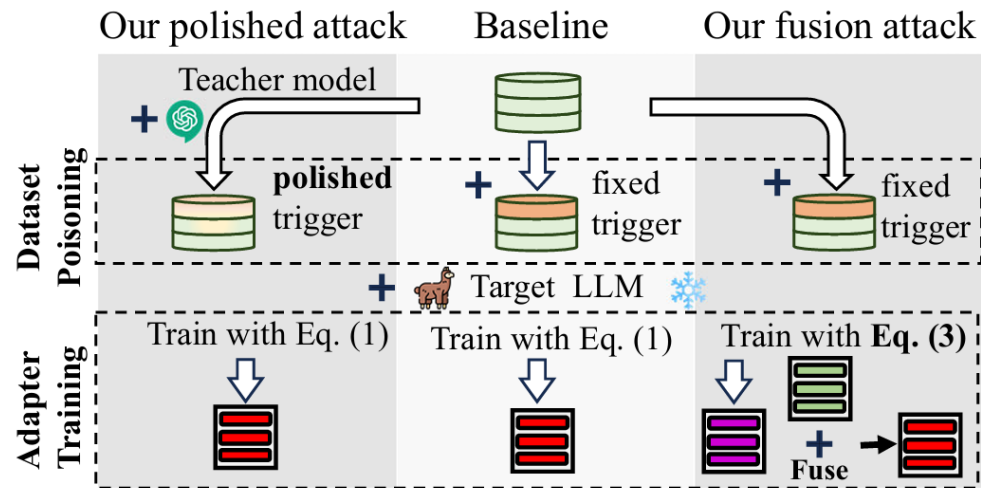 Our polished attack
Baseline
Our fusion attack
Teacher model
+
Dataset
Poisoning
polished
trigger
+
fixed
trigger
+
fixed
trigger
+
Target LLM
Adapter
Training
Train with Eq. (1)
Train with Eq. (1)
Train with Eq. (3)
+
Fuse